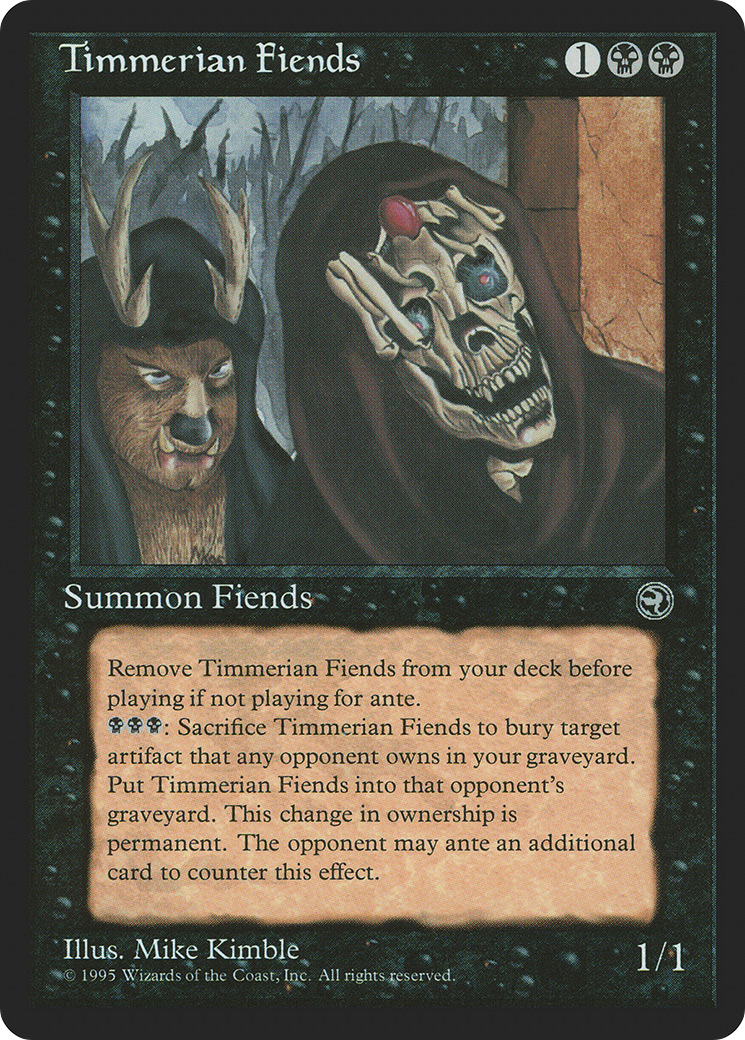 Timmerian Fiends 1
Summon Fiends
Remove Timmerian Fiends from your deck before
playing if not playing for ante.
: Sacrifice Timmerian Fiends to bury target
artifact that any opponent owns in your graveyard.
Put Timmerian Fiends into that opponent's
graveyard. This change in ownership is
permanent. The opponent may ante an additional
card to counter this effect.
Illus. Mike Kimble
© 1995 Wizards of the Coast, Inc. All rights reserved.
1/1